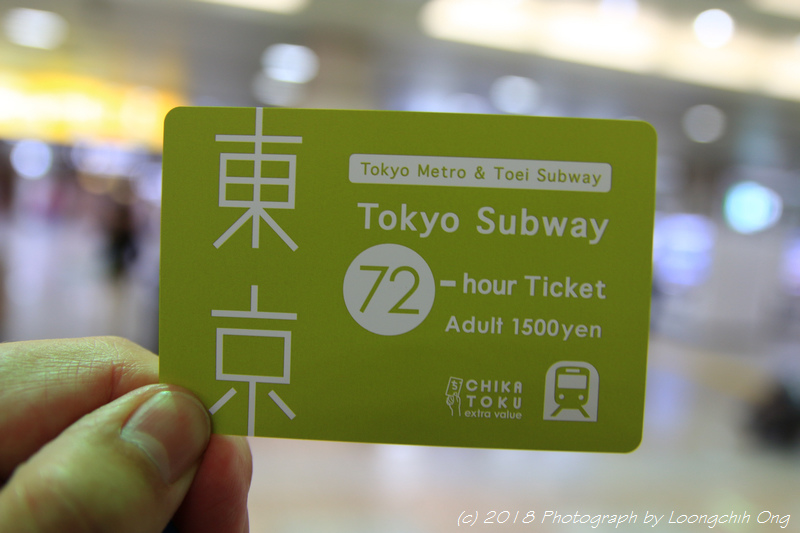 東京
Tokyo Metro & Toei Subway
Tokyo Subway
72-hour Ticket
Adult 1500yen
CHIKA
TOKU
extra value
(c) 2018 Photograph by Loongchih Ong